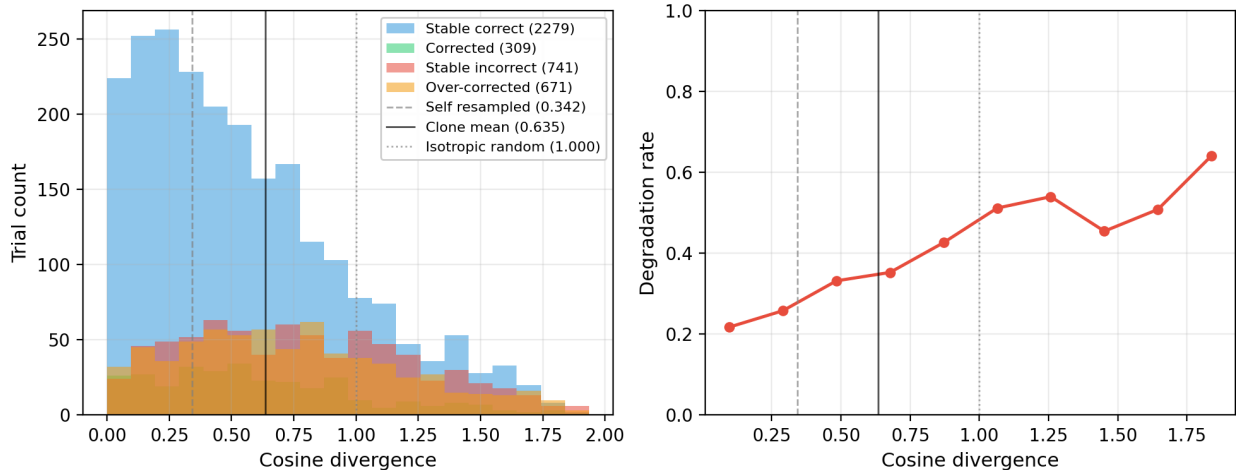 250
200
150
100
50
0
Trial count
0.00 0.25 0.50 0.75 1.00 1.25 1.50 1.75 2.00
Cosine divergence
Stable correct (2279)
Corrected (309)
Stable incorrect (741)
Over-corrected (671)
Self resampled (0.342)
Clone mean (0.635)
Isotropic random (1.000)
1.0
0.8
0.6
0.4
0.2
0.0
Degradation rate
0.25 0.50 0.75 1.00 1.25 1.50 1.75
Cosine divergence